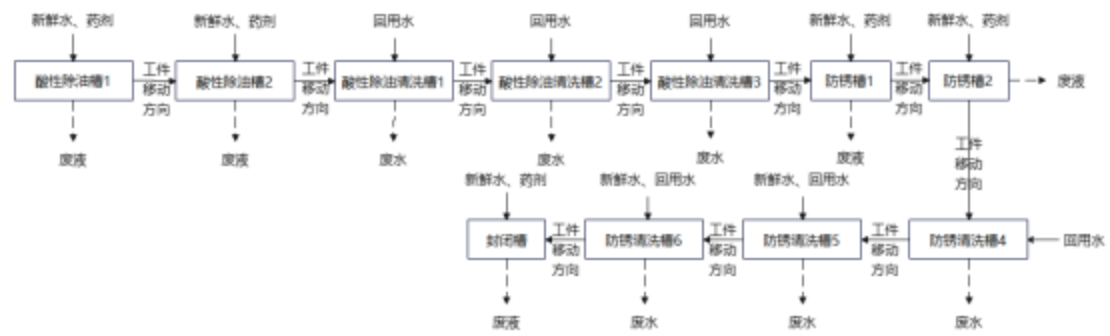 新鲜水、药剂
新鲜水、药剂
回用水
回用水
回用水
新鲜水、药剂
新鲜水、药剂
酸性除油槽1
工件
移动
方向
酸性除油槽2
工件
移动
方向
酸性除油清洗槽1
工件
移动
方向
酸性除油清洗槽2
工件
移动
方向
酸性除油清洗槽3
工件
移动
方向
防锈槽1
工件
移动
方向
防锈槽2
废液
废液
废液
废水
废水
废水
废液
工件
移动
方向
新鲜水、药剂
新鲜水、回用水
新鲜水、回用水
封闭槽
工件
移动
方向
防锈清洗槽6
工件
移动
方向
防锈清洗槽5
工件
移动
方向
防锈清洗槽4
回用水
废液
废水
废水
废水